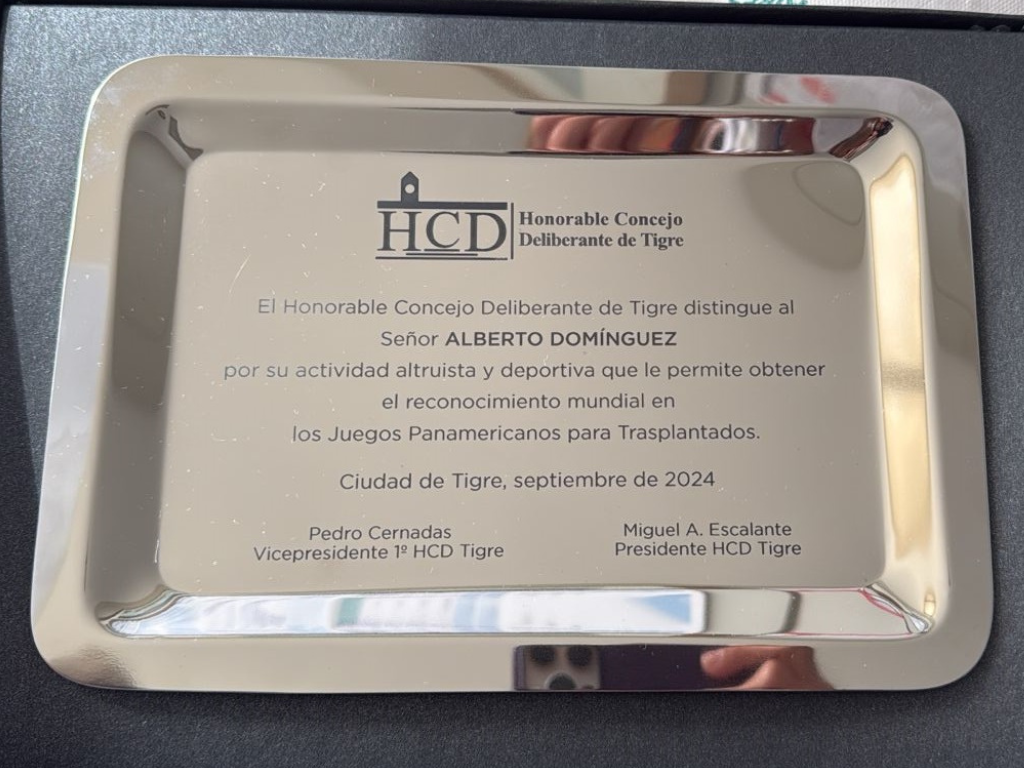 HCD
Honorable Concejo
Deliberante de Tigre
El Honorable Concejo Deliberante de Tigre distingue al
Señor ALBERTO DOMÍNGUEZ
por su actividad altruista y deportiva que le permite obtener
el reconocimiento mundial en
los Juegos Panamericanos para Trasplantados.
Ciudad de Tigre, septiembre de 2024
Pedro Cernadas
Vicepresidente 1º HCD Tigre
Miguel A. Escalante
Presidente HCD Tigre